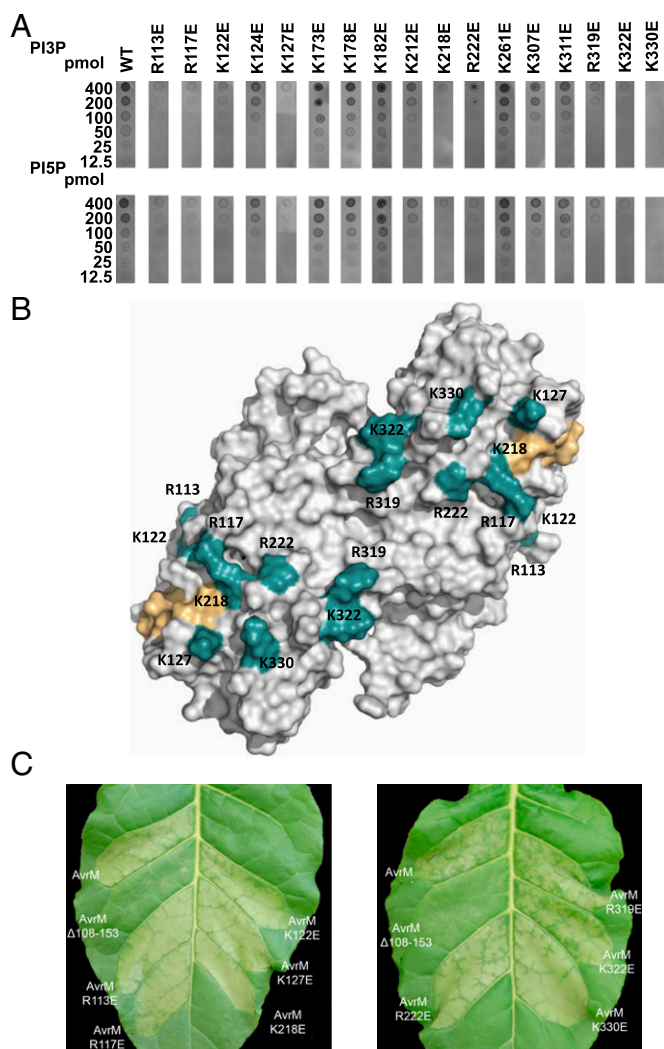 A
PI3P
pmol
WT
R113E
R117E
K122E
K124E
K127E
K173E
K178E
K182E
K212E
K218E
R222E
K261E
K307E
K311E
R319E
K322E
K330E
400
200
100
50
25
12.5
PI5P
pmol
400
200
100
50
25
12.5
B
K330
K127
K322
K218
R319
R222
R117
K122
R113
R113
R117
K122
R222
R319
K218
K322
K127
K330
C
AvrM
AvrM
Δ108-153
AvrM
R113E
AvrM
R117E
AvrM
K122E
AvrM
K127E
AvrM
K218E
AvrM
AvrM
Δ108-153
AvrM
R222E
AvrM
R319E
AvrM
K322E
AvrM
K330E